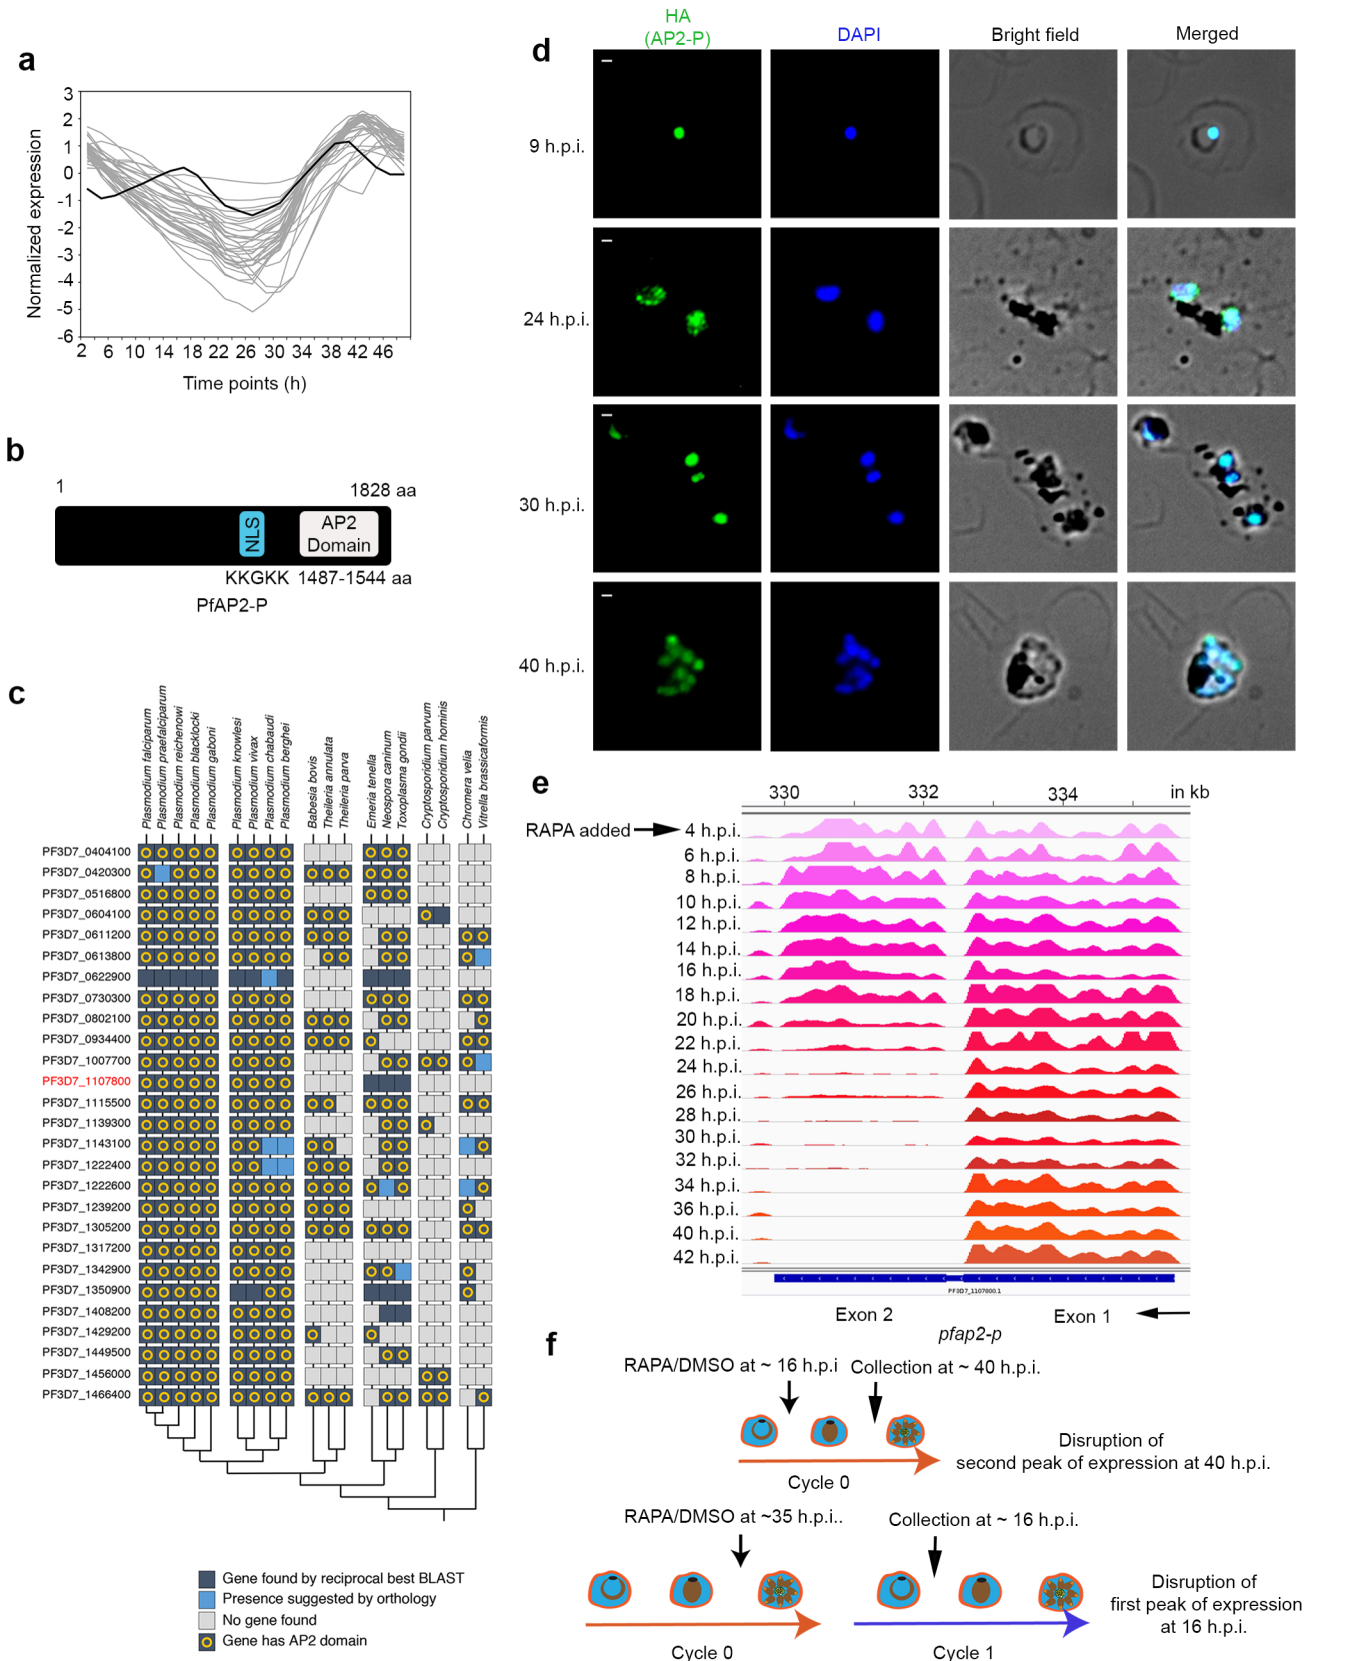 a
3
2
1
0
-1
-2
-3
-4
-5
-6
Normalized expression
2 6 10 14 18 22 26 30 34 38 42 46
Time points (h)
b
1
1828 aa
NLS
AP2
Domain
KKGKK 1487-1544 aa
PfAP2-P
c
Plasmodium falciparum
Plasmodium praefalciparum
Plasmodium reichenowi
Plasmodium blacklocki
Plasmodium gaboni
Plasmodium knowlesi
Plasmodium vivax
Plasmodium chabaudi
Plasmodium berghei
Babesia bovis
Theileria annulata
Theileria parva
Emeria tenella
Neospora caninum
Toxoplasma gondii
Cryptosporidium parvum
Cryptosporidium hominis
Chromera velia
Vitrella brassicaformis
PF3D7_0404100
PF3D7_0420300
PF3D7_0516800
PF3D7_0604100
PF3D7_0611200
PF3D7_0613800
PF3D7_0622900
PF3D7_0730300
PF3D7_0802100
PF3D7_0934400
PF3D7_1007700
PF3D7_1107800
PF3D7_1115500
PF3D7_1139300
PF3D7_1143100
PF3D7_1222400
PF3D7_1222600
PF3D7_1239200
PF3D7_1305200
PF3D7_1317200
PF3D7_1342900
PF3D7_1350900
PF3D7_1408200
PF3D7_1429200
PF3D7_1449500
PF3D7_1456000
PF3D7_1466400
Gene found by reciprocal best BLAST
Presence suggested by orthology
No gene found
Gene has AP2 domain
d
HA
(AP2-P)
DAPI
Bright field
Merged
9 h.p.i.
24 h.p.i.
30 h.p.i.
40 h.p.i.
e
330 332 334 in kb
RAPA added
4 h.p.i.
6 h.p.i.
8 h.p.i.
10 h.p.i.
12 h.p.i.
14 h.p.i.
16 h.p.i.
18 h.p.i.
20 h.p.i.
22 h.p.i.
24 h.p.i.
26 h.p.i.
28 h.p.i.
30 h.p.i.
32 h.p.i.
34 h.p.i.
36 h.p.i.
40 h.p.i.
42 h.p.i.
PF3D7_1107800.1
Exon 2
Exon 1
pfap2-p
f
RAPA/DMSO at ~ 16 h.p.i
Collection at ~ 40 h.p.i.
Cycle 0
Disruption of
second peak of expression at 40 h.p.i.
RAPA/DMSO at ~35 h.p.i..
Collection at ~ 16 h.p.i.
Cycle 0
Cycle 1
Disruption of
first peak of expression
at 16 h.p.i.